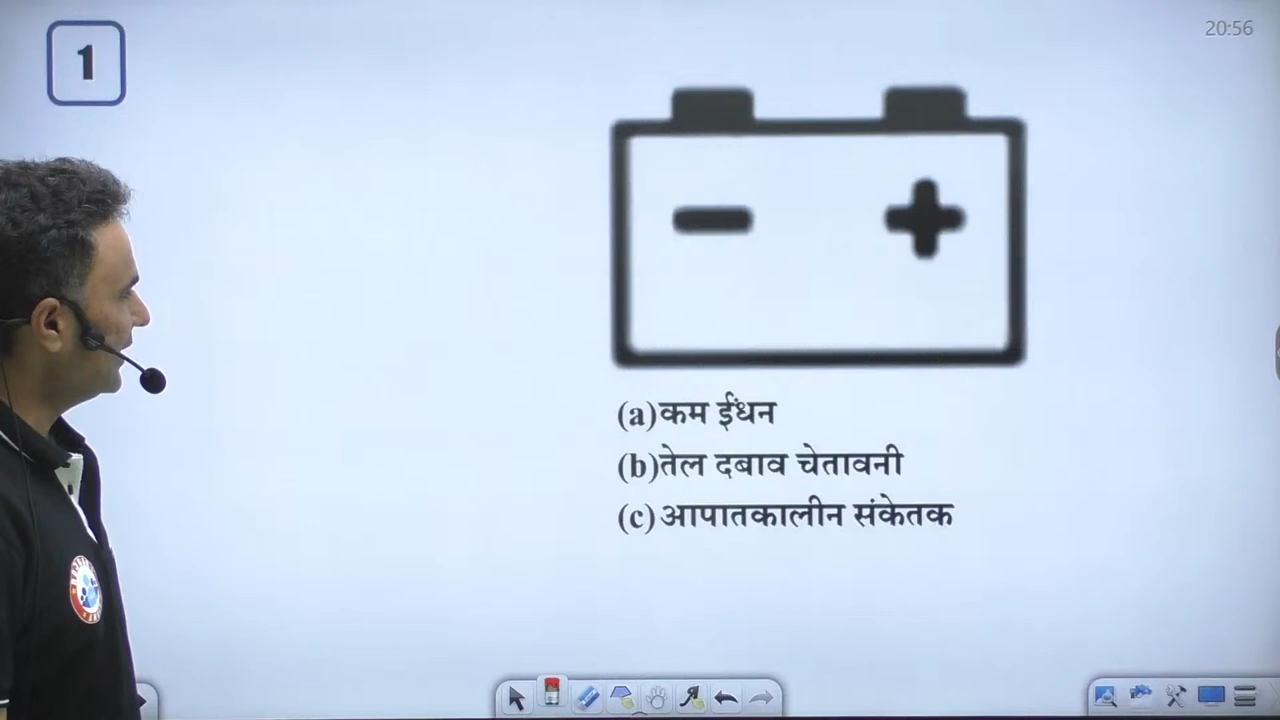 1
20:56
(a)कम ईंधन
(b)तेल दबाव चेतावनी
(c)आपातकालीन संकेतक